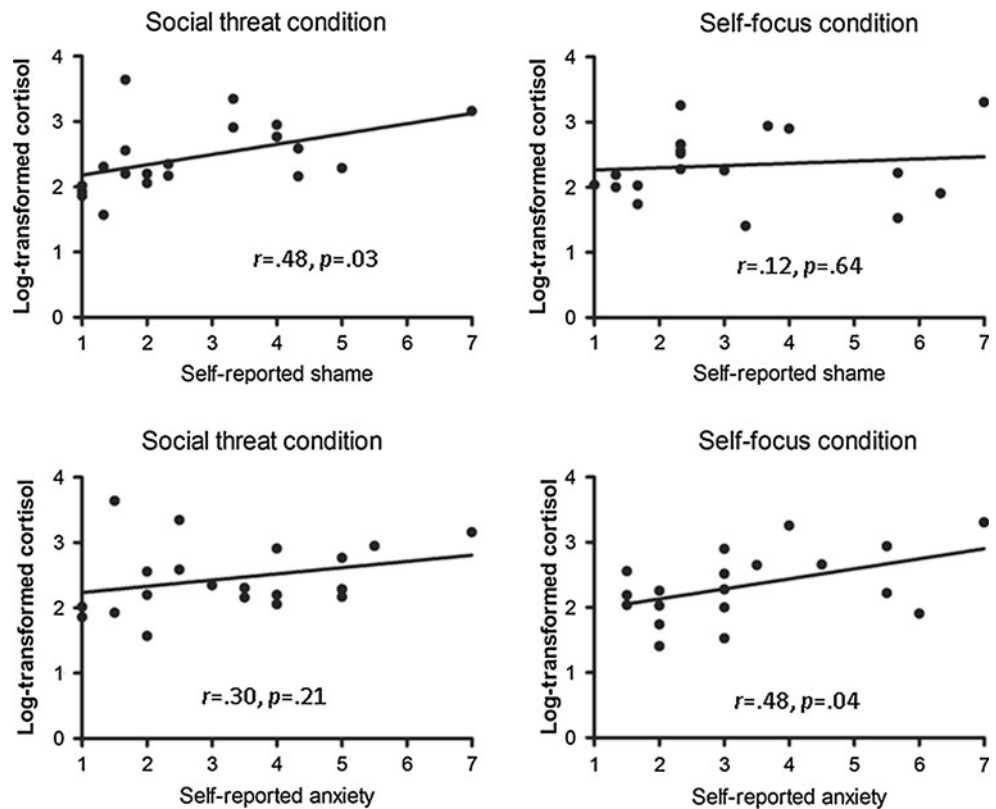 Social threat condition
Log-transformed cortisol
4
3
2
1
0
r=.48, p=.03
1 2 3 4 5 6 7
Self-reported shame
Self-focus condition
Log-transformed cortisol
4
3
2
1
0
r=.12, p=.64
1 2 3 4 5 6 7
Self-reported shame
Social threat condition
Log-transformed cortisol
4
3
2
1
0
r=.30, p=.21
1 2 3 4 5 6 7
Self-reported anxiety
Self-focus condition
Log-transformed cortisol
4
3
2
1
0
r=.48, p=.04
1 2 3 4 5 6 7
Self-reported anxiety